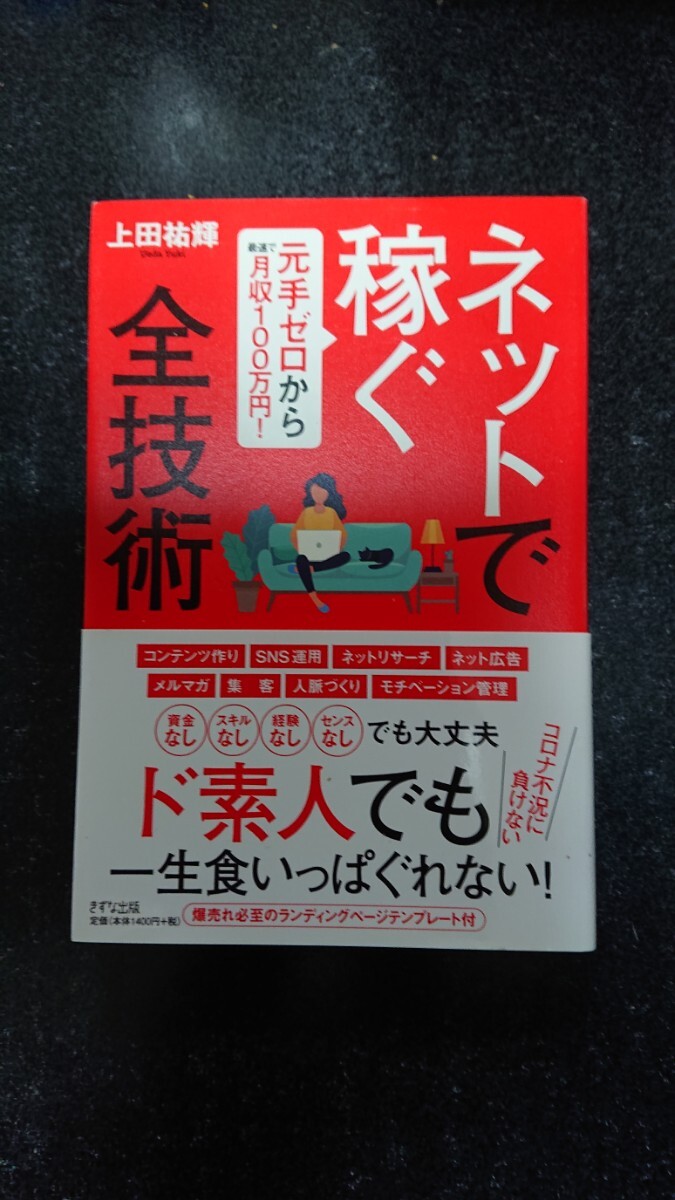 上田祐輝
Ueda Yuki
ネットで
稼ぐ
全技術
元手ゼロから
最速で
月収100万円！
コンテンツ作り
SNS運用
ネットリサーチ
ネット広告
メルマガ
集客
人脈づくり
モチベーション管理
資金なし
スキルなし
経験なし
センスなし
でも大丈夫
コロナ不況に
負けない
ド素人でも
一生食いっぱぐれない！
きずな出版
定価（本体1400円+税）
爆売れ必至のランディングページテンプレート付